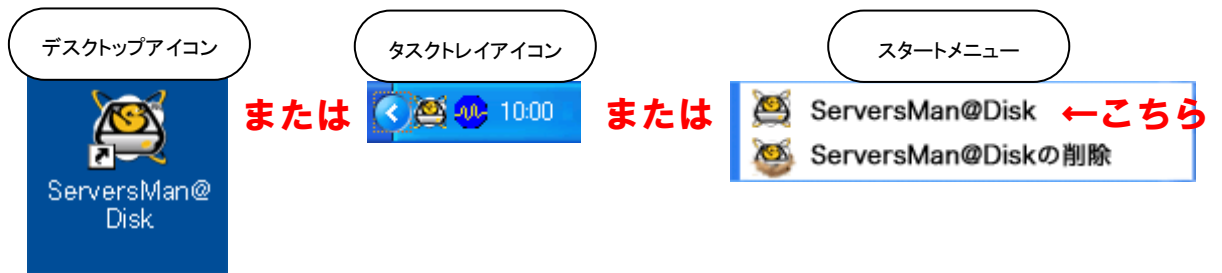 デスクトップアイコン
タスクトレイアイコン
スタートメニュー
または
10:00
または
ServersMan@Disk
←こちら
ServersMan@Diskの削除
ServersMan@
Disk